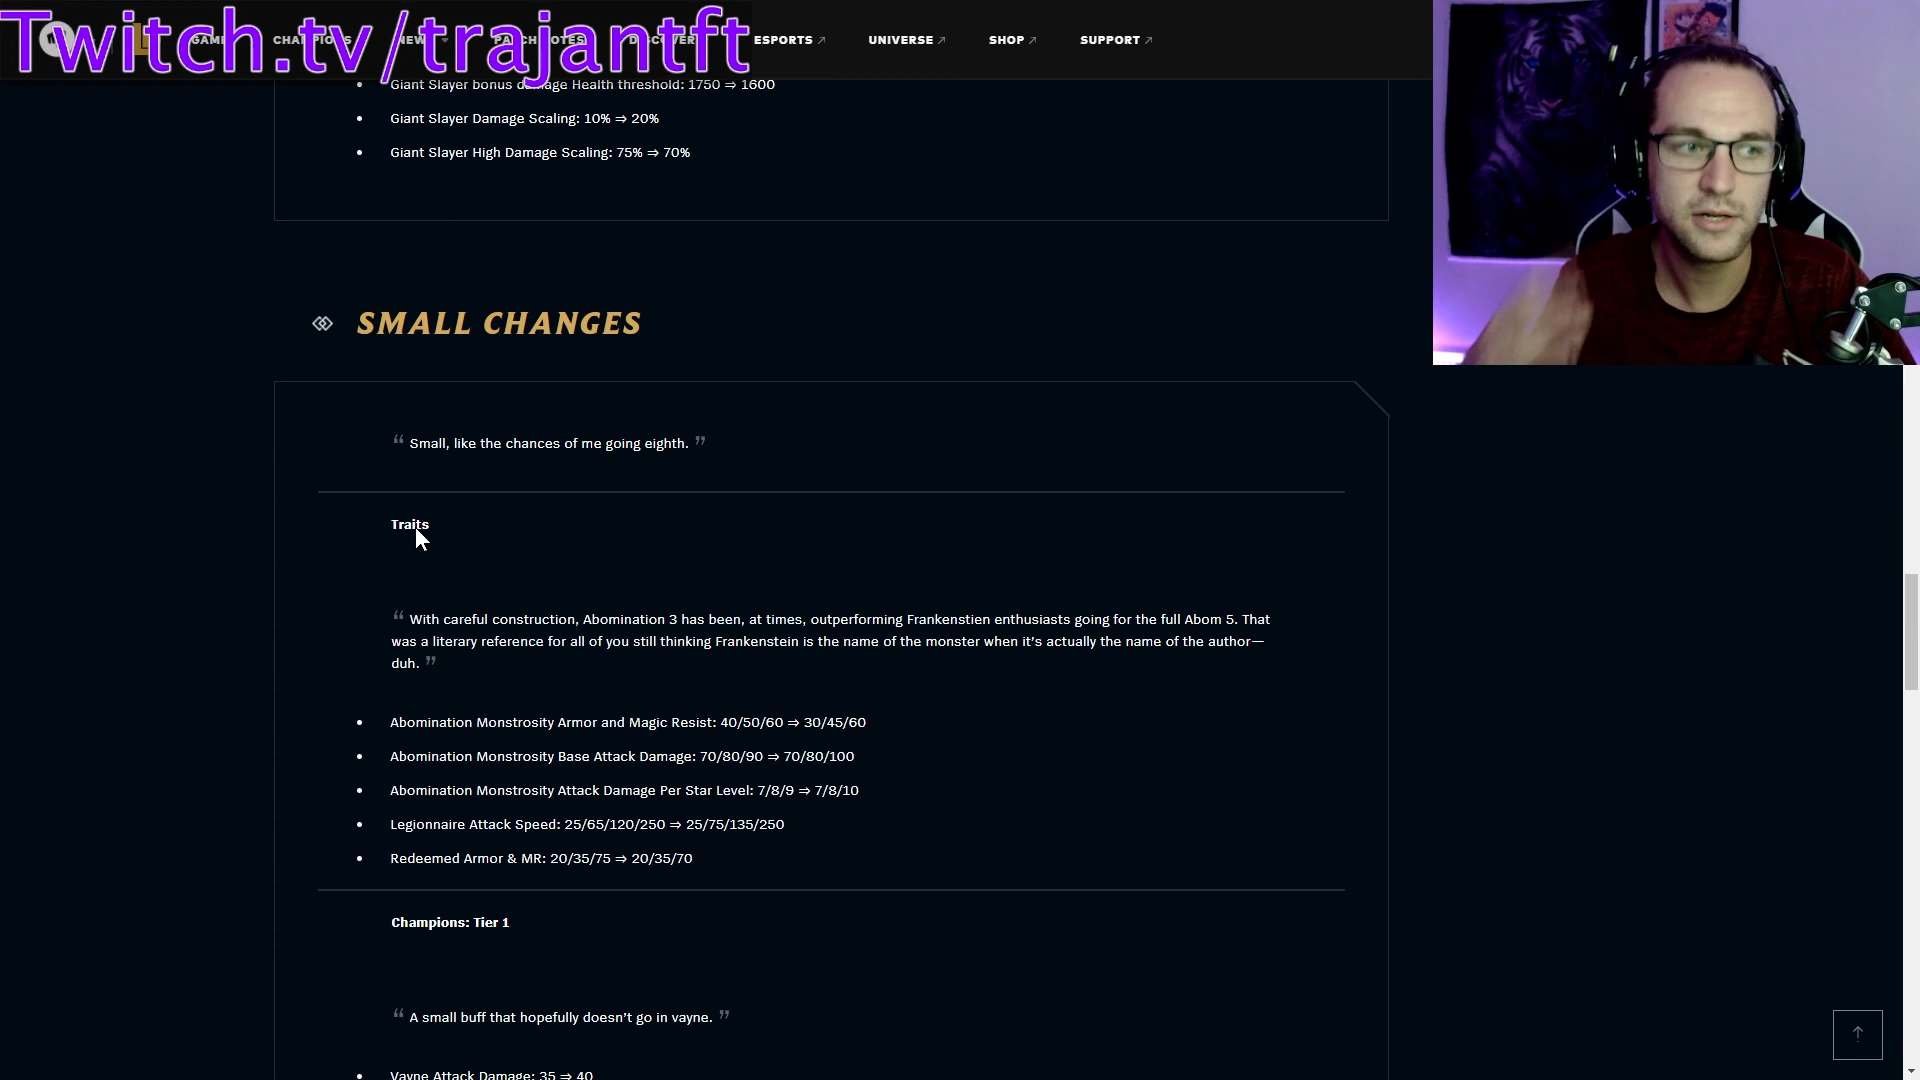 Twitch.tv/trajantft
ESPORTS UNIVERSE SHOP SUPPORT
Giant Slayer bonus damage Health threshold: 1750 ⇒ 1600
Giant Slayer Damage Scaling: 10% ⇒ 20%
Giant Slayer High Damage Scaling: 75% ⇒ 70%
SMALL CHANGES
“ Small, like the chances of me going eighth. ”
Traits
“ With careful construction, Abomination 3 has been, at times, outperforming Frankenstien enthusiasts going for the full Abom 5. That
was a literary reference for all of you still thinking Frankenstein is the name of the monster when it’s actually the name of the author—
duh. ”
• Abomination Monstrosity Armor and Magic Resist: 40/50/60 ⇒ 30/45/60
• Abomination Monstrosity Base Attack Damage: 70/80/90 ⇒ 70/80/100
• Abomination Monstrosity Attack Damage Per Star Level: 7/8/9 ⇒ 7/8/10
• Legionnaire Attack Speed: 25/65/120/250 ⇒ 25/75/135/250
• Redeemed Armor & MR: 20/35/75 ⇒ 20/35/70
Champions: Tier 1
“ A small buff that hopefully doesn’t go in vayne. ”
• Vayne Attack Damage: 35 ⇒ 40